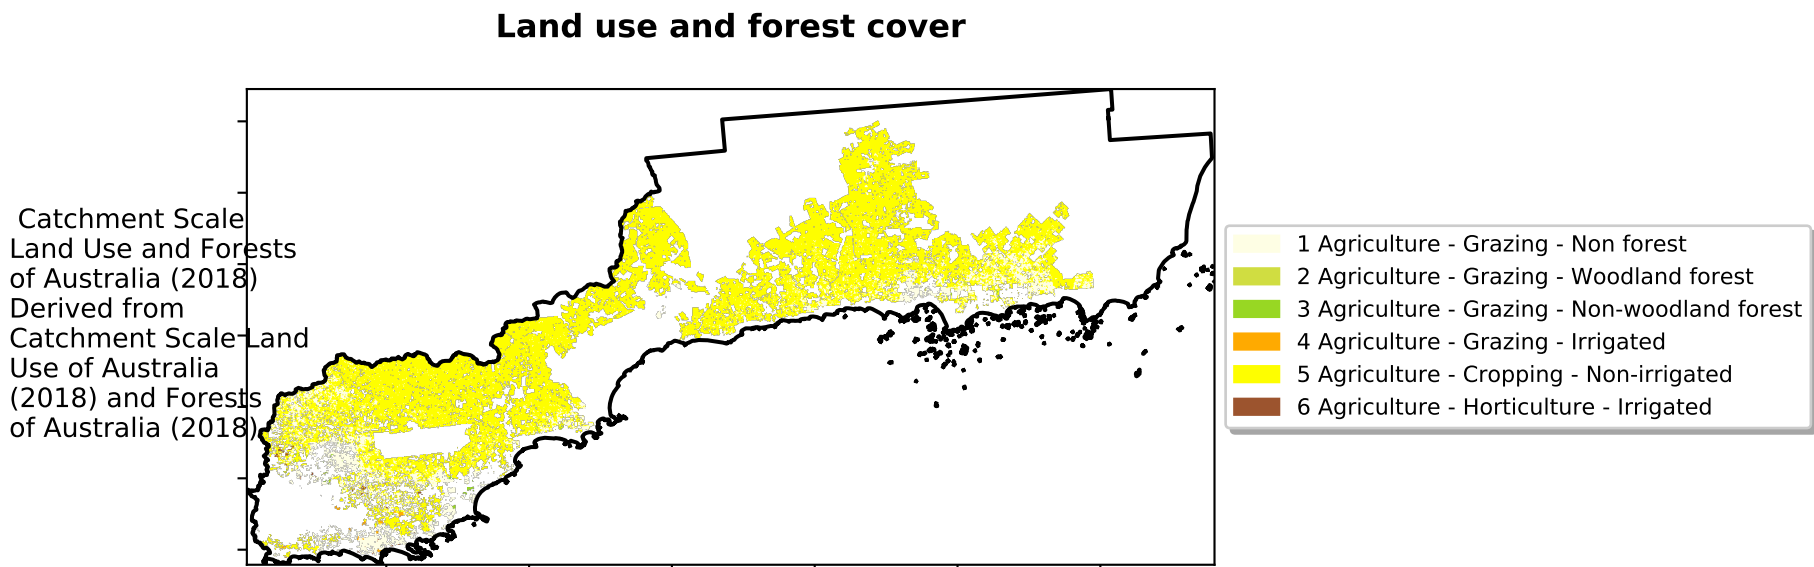 Land use and forest cover
Catchment Scale
Land Use and Forests
of Australia (2018)
Derived from
Catchment Scale Land
Use of Australia
(2018) and Forests
of Australia (2018)
1 Agriculture - Grazing - Non forest
2 Agriculture - Grazing - Woodland forest
3 Agriculture - Grazing - Non-woodland forest
4 Agriculture - Grazing - Irrigated
5 Agriculture - Cropping - Non-irrigated
6 Agriculture - Horticulture - Irrigated